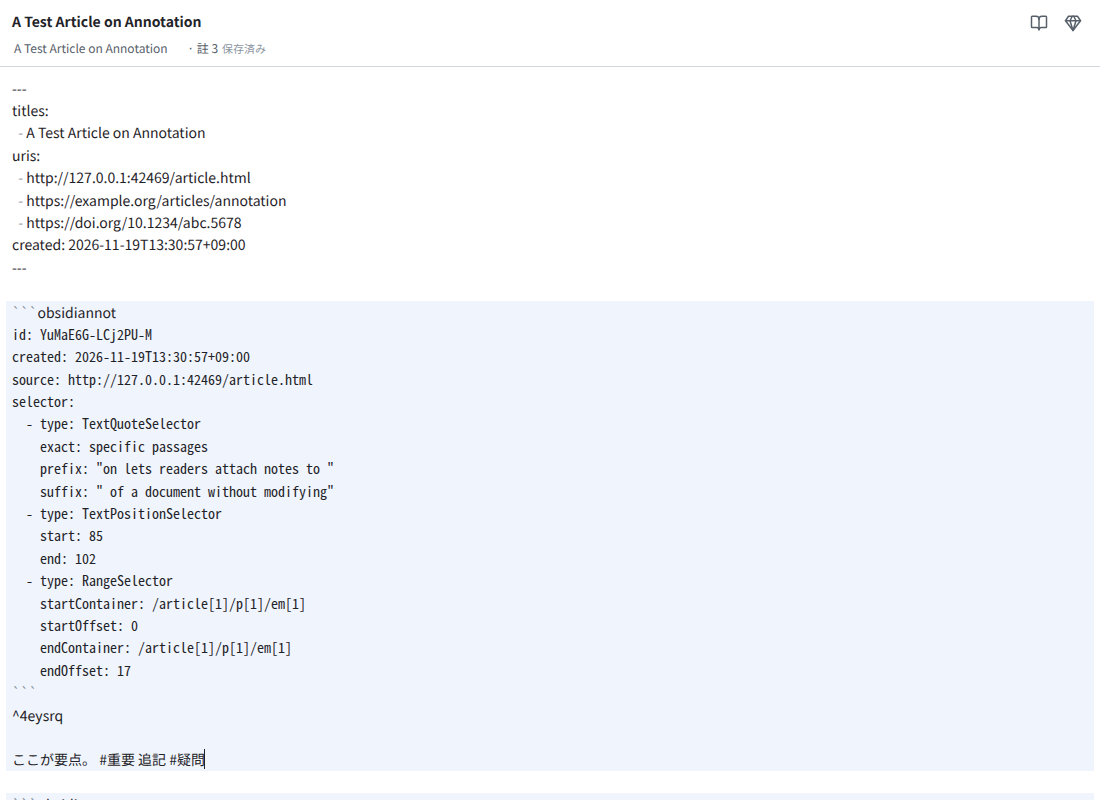 A Test Article on Annotation
A Test Article on Annotation ・註 3 保存済み
---
titles:
  - A Test Article on Annotation
uris:
  - http://127.0.0.1:42469/article.html
  - https://example.org/articles/annotation
  - https://doi.org/10.1234/abc.5678
created: 2026-11-19T13:30:57+09:00
---
```obsidiannot
id: YuMaE6G-LCj2PU-M
created: 2026-11-19T13:30:57+09:00
source: http://127.0.0.1:42469/article.html
selector:
  - type: TextQuoteSelector
    exact: specific passages
    prefix: "on lets readers attach notes to "
    suffix: " of a document without modifying"
  - type: TextPositionSelector
    start: 85
    end: 102
  - type: RangeSelector
    startContainer: /article[1]/p[1]/em[1]
    startOffset: 0
    endContainer: /article[1]/p[1]/em[1]
    endOffset: 17
```
^4eysrq
ここが要点。 #重要 追記 #疑問